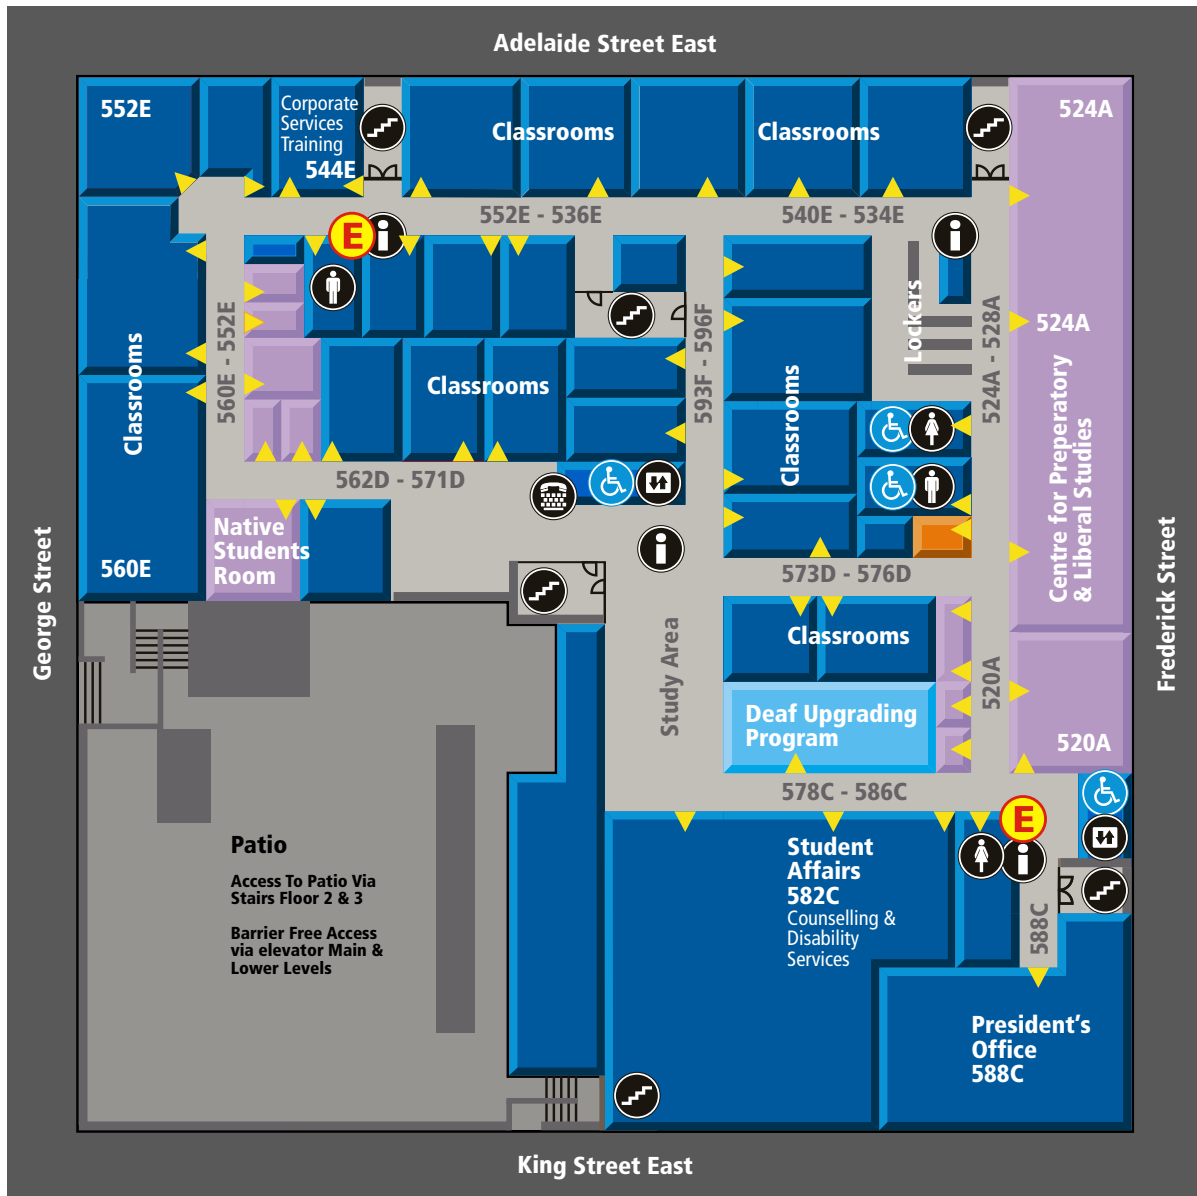 Adelaide Street East
552E
Corporate
Services
Training
544E
Classrooms
Classrooms
524A
552E - 536E
540E - 534E
E
Classrooms
560E - 552E
Classrooms
593F - 596F
Classrooms
Lockers
524A - 528A
524A
Centre for Preperatory
& Liberal Studies
562D - 571D
Native
Students
Room
560E
573D - 576D
George Street
Frederick Street
Study Area
Classrooms
520A
Deaf Upgrading
Program
520A
578C - 586C
E
Patio
Access To Patio Via
Stairs Floor 2 & 3
Barrier Free Access
via elevator Main &
Lower Levels
Student
Affairs
582C
Counselling &
Disability
Services
588C
President's
Office
588C
King Street East